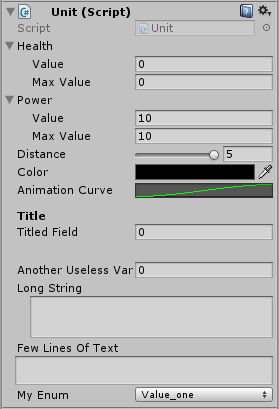 Unit (Script)
Script Unit
Health
Value 0
Max Value 0
Power
Value 10
Max Value 10
Distance 5
Color
Animation Curve
Title
Titled Field 0
Another Useless Var 0
Long String
Few Lines Of Text
My Enum Value_one